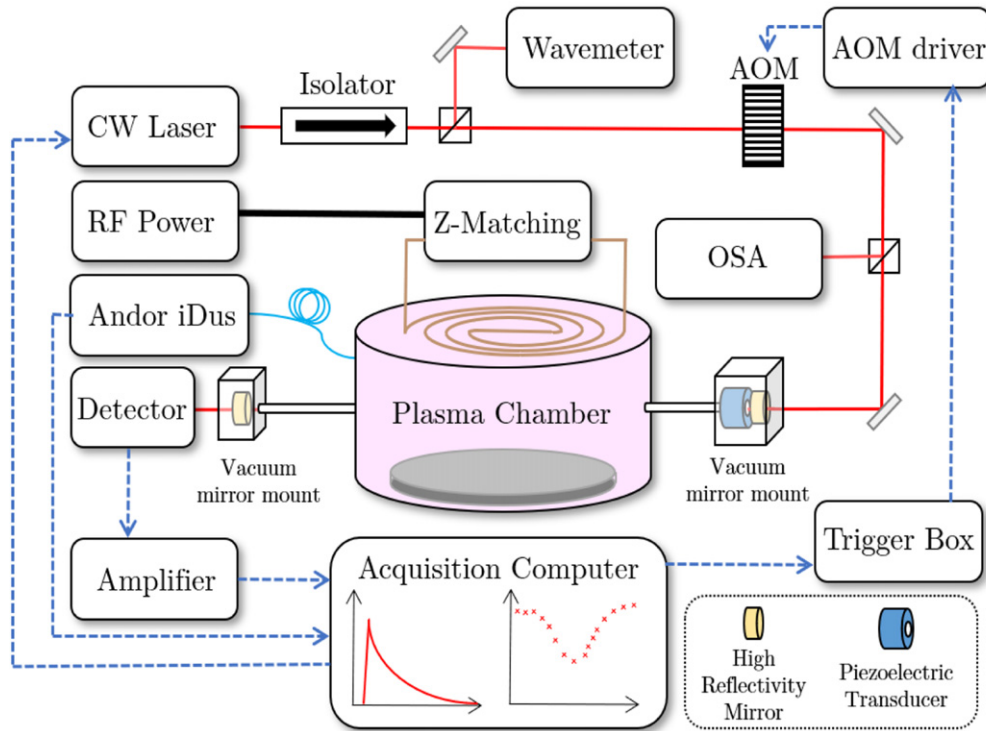 Wavemeter
AOM driver
AOM
Isolator
CW Laser
RF Power
Z-Matching
OSA
Andor iDus
Detector
Plasma Chamber
Vacuum
mirror mount
Vacuum
mirror mount
Trigger Box
Amplifier
Acquisition Computer
High
Reflectivity
Mirror
Piezoelectric
Transducer